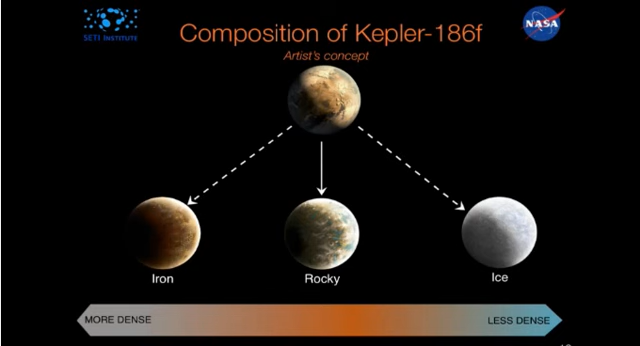 SETI INSTITUTE
Composition of Kepler-186f
NASA
Artist's concept
Iron
Rocky
Ice
MORE DENSE
LESS DENSE